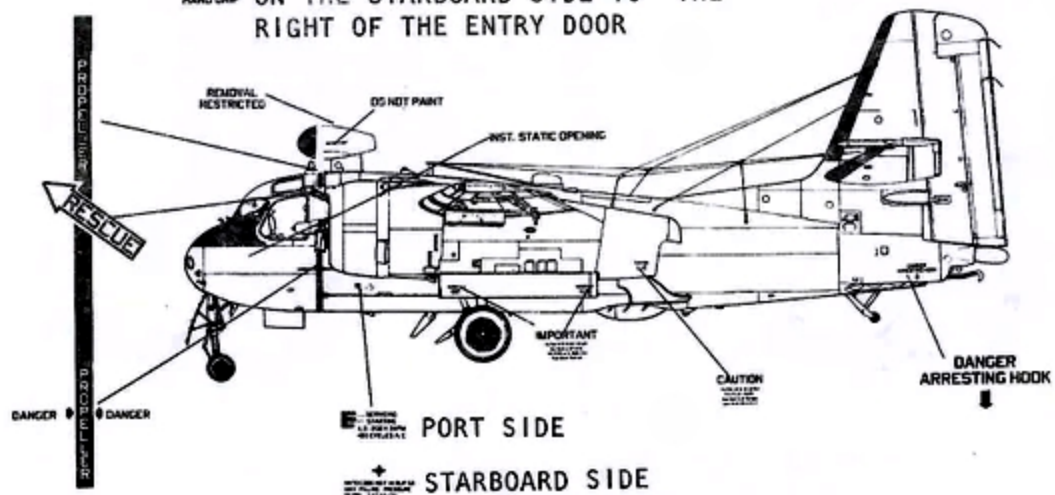 ON THE STARBOARD SIDE TO THE
RIGHT OF THE ENTRY DOOR
PROPELLER
REMOVAL
RESTRICTED
DO NOT PAINT
INST. STATIC OPENING
RESCUE
IMPORTANT
CAUTION
DANGER
ARRESTING HOOK
PROPELLER
DANGER DANGER
PORT SIDE
STARBOARD SIDE